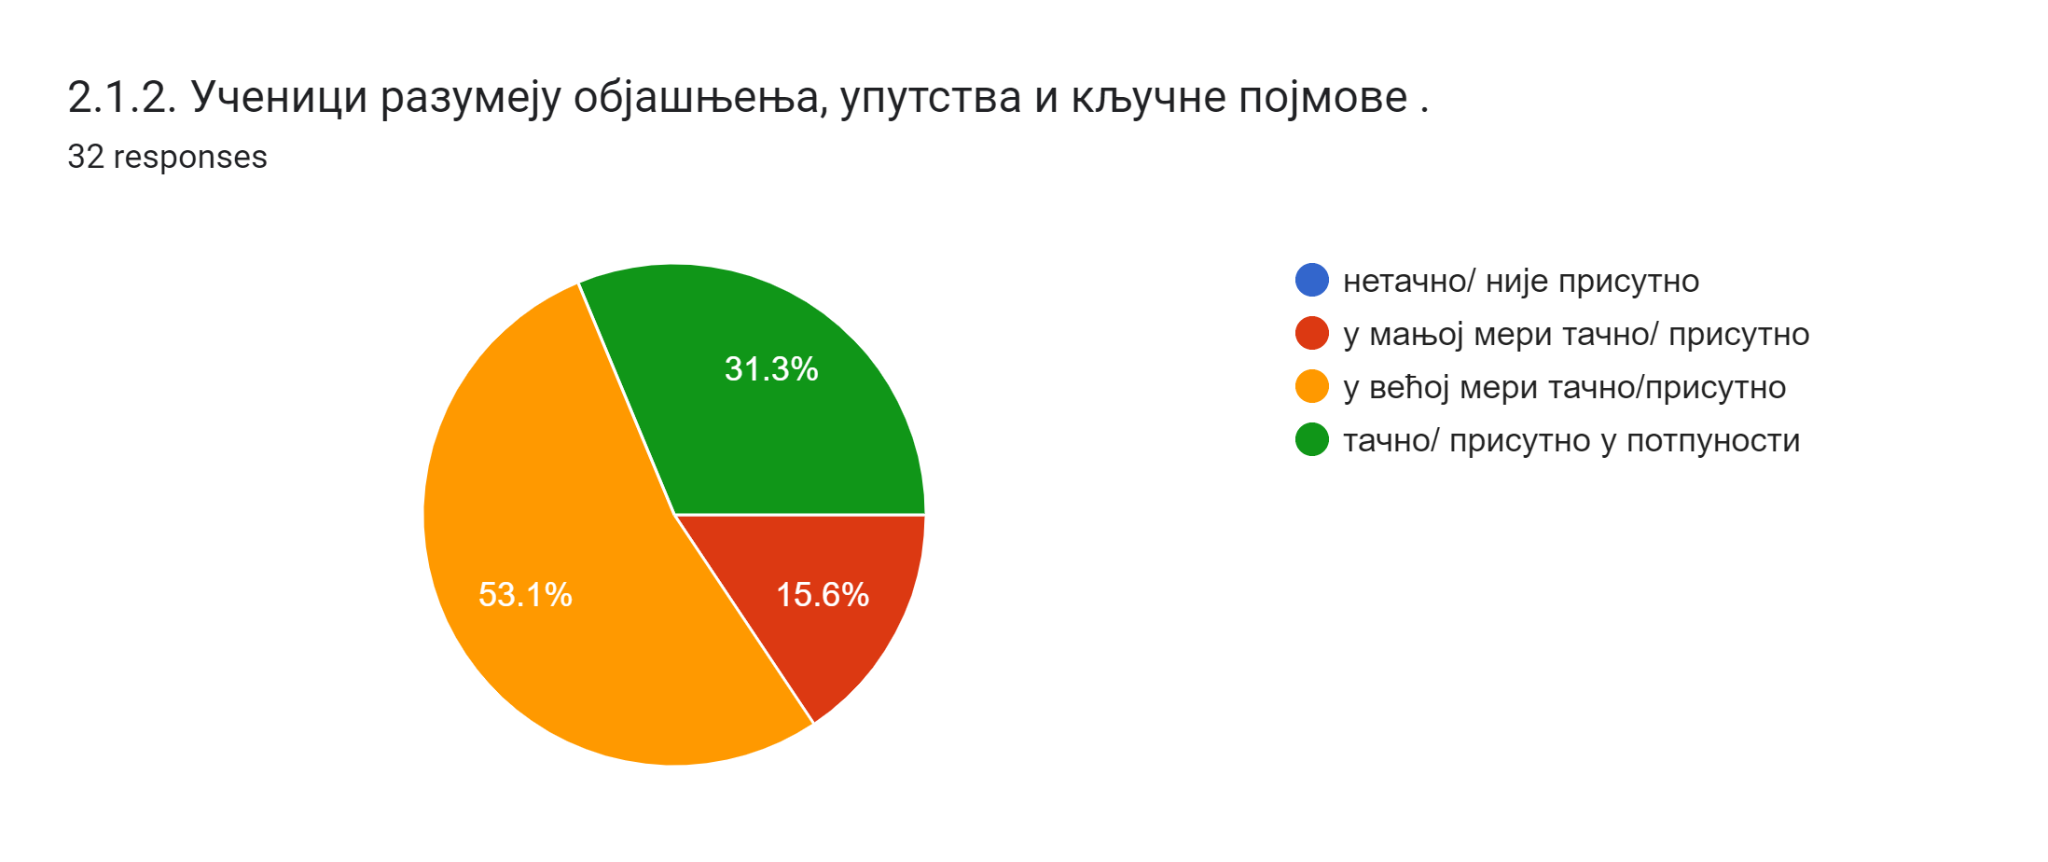 2.1.2. Ученици разумеју објашњења, упутства и кључне појмове .
32 responses
31.3%
53.1%
15.6%
нетачно/ није присутно
у мањој мери тачно/ присутно
у већој мери тачно/присутно
тачно/ присутно у потпуности